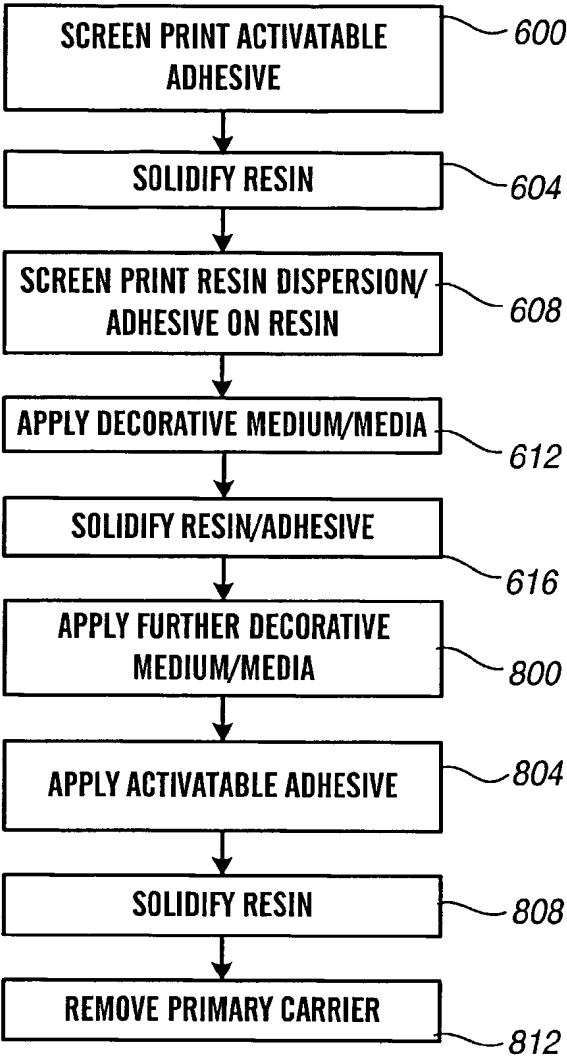 SCREEN PRINT ACTIVATABLE
ADHESIVE
600
SOLIDIFY RESIN
604
SCREEN PRINT RESIN DISPERSION/
ADHESIVE ON RESIN
608
APPLY DECORATIVE MEDIUM/MEDIA
612
SOLIDIFY RESIN/ADHESIVE
616
APPLY FURTHER DECORATIVE
MEDIUM/MEDIA
800
APPLY ACTIVATABLE ADHESIVE
804
SOLIDIFY RESIN
808
REMOVE PRIMARY CARRIER
812